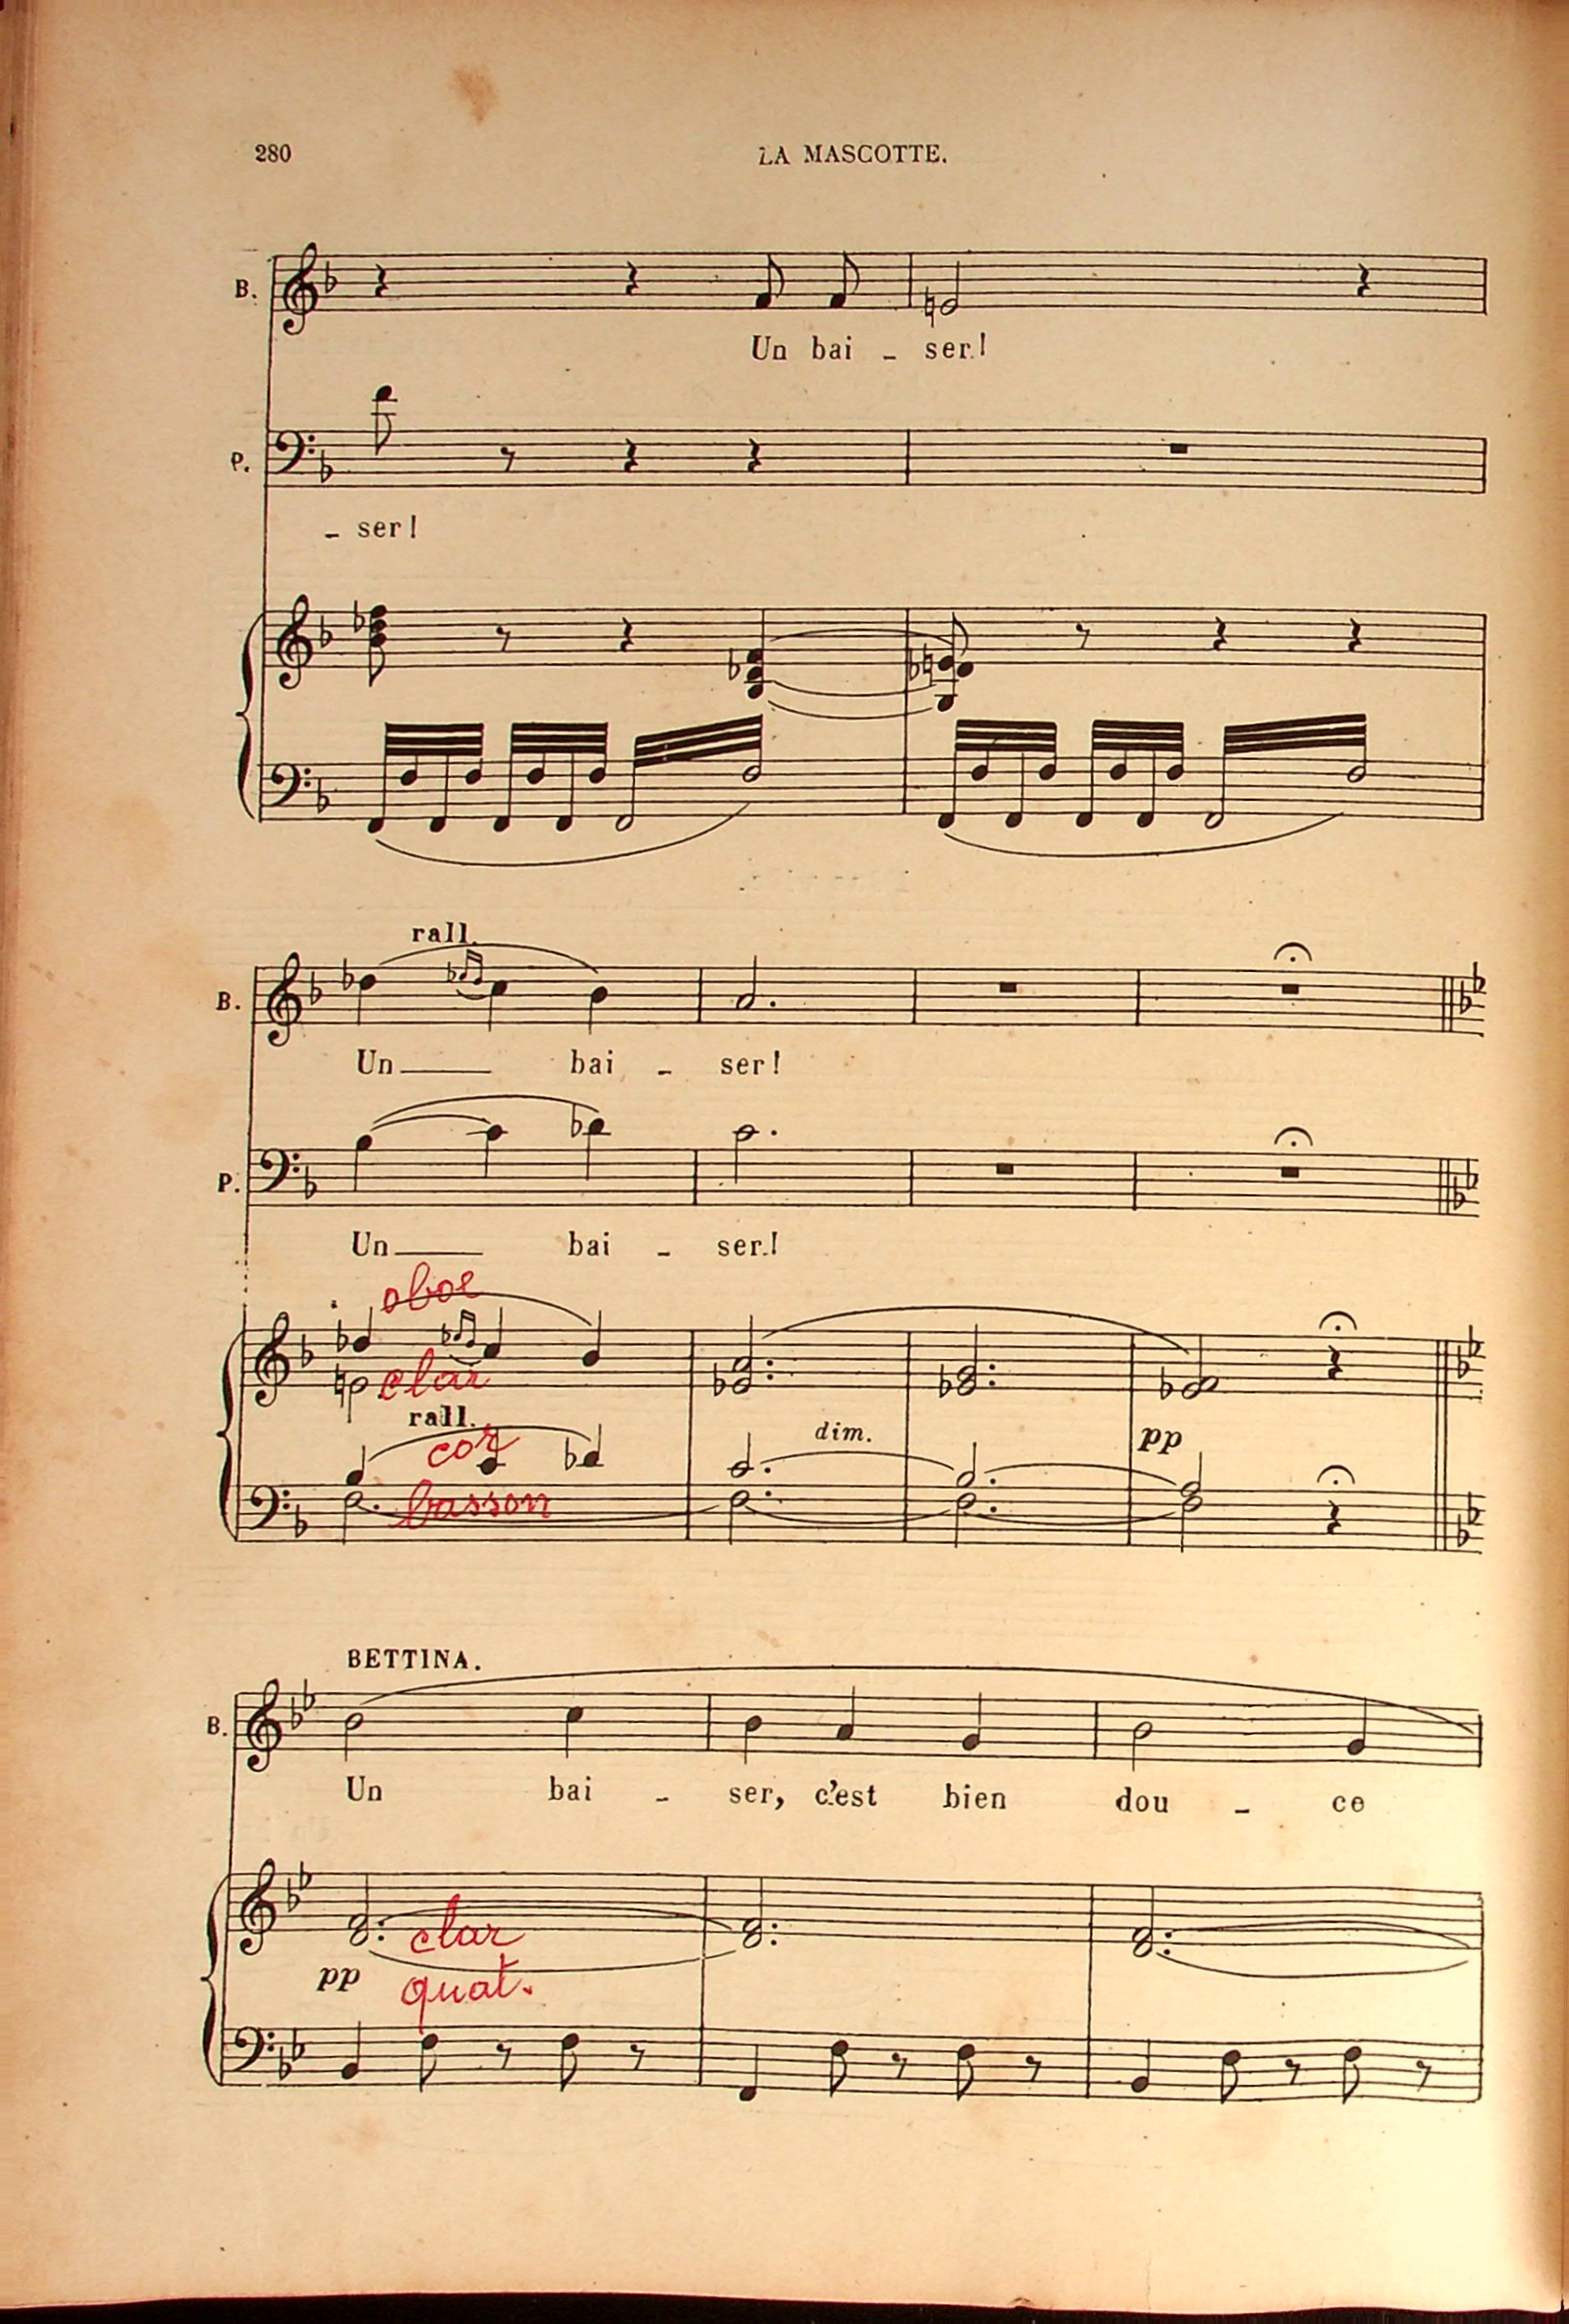 280
LA MASCOTTE.
B.
Un bai - ser!
P.
- ser!
rall.
B.
Un bai - ser!
P.
Un bai - ser!
oboe
clar
rall.
cor
dim.
pp
basson
BETTINA.
B.
Un bai - ser, c'est bien dou - ce
clar
pp
quat.